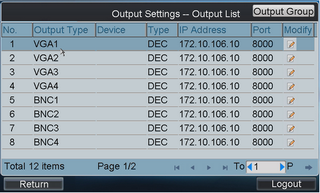 Output Settings -- Output List Output Group
No. Output Type Device Type IP Address Port Modify
1 VGA1 DEC 172.10.106.10 8000
2 VGA2 DEC 172.10.106.10 8000
3 VGA3 DEC 172.10.106.10 8000
4 VGA4 DEC 172.10.106.10 8000
5 BNC1 DEC 172.10.106.10 8000
6 BNC2 DEC 172.10.106.10 8000
7 BNC3 DEC 172.10.106.10 8000
8 BNC4 DEC 172.10.106.10 8000
Total 12 items Page 1/2 To 1 P
Return Logout